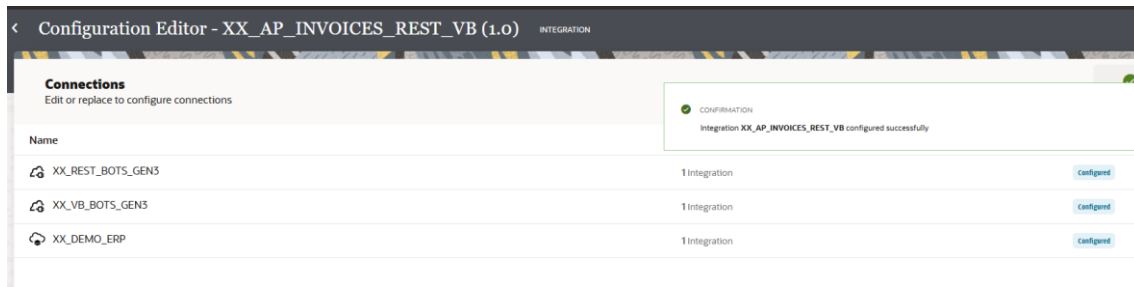 Configuration Editor - XX_AP_INVOICES_REST_VB (1.0) INTEGRATION
Connections
Edit or replace to configure connections
CONFIRMATION
Integration XX_AP_INVOICES_REST_VB configured successfully
Name
XX_REST_BOTS_GEN3 1 Integration Configured
XX_VB_BOTS_GEN3 1 Integration Configured
XX_DEMO_ERP 1 Integration Configured